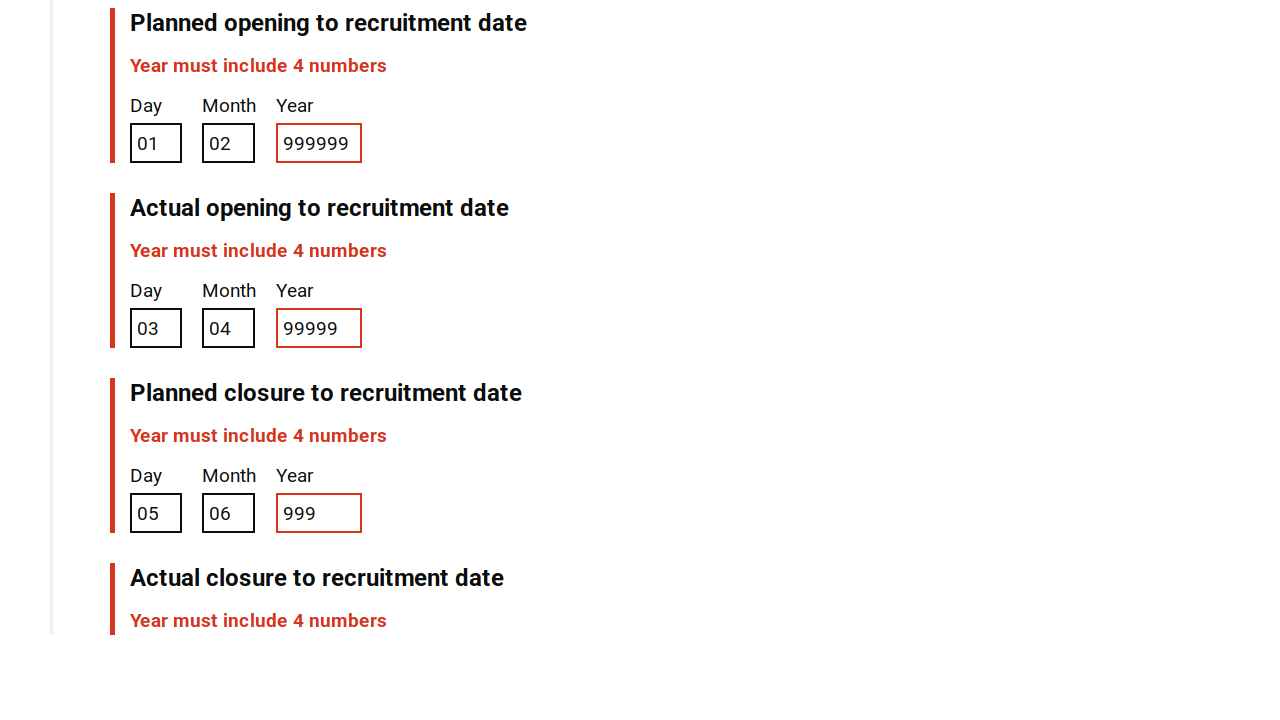 Planned opening to recruitment date
Year must include 4 numbers
Day Month Year
01 02 999999
Actual opening to recruitment date
Year must include 4 numbers
Day Month Year
03 04 99999
Planned closure to recruitment date
Year must include 4 numbers
Day Month Year
05 06 999
Actual closure to recruitment date
Year must include 4 numbers